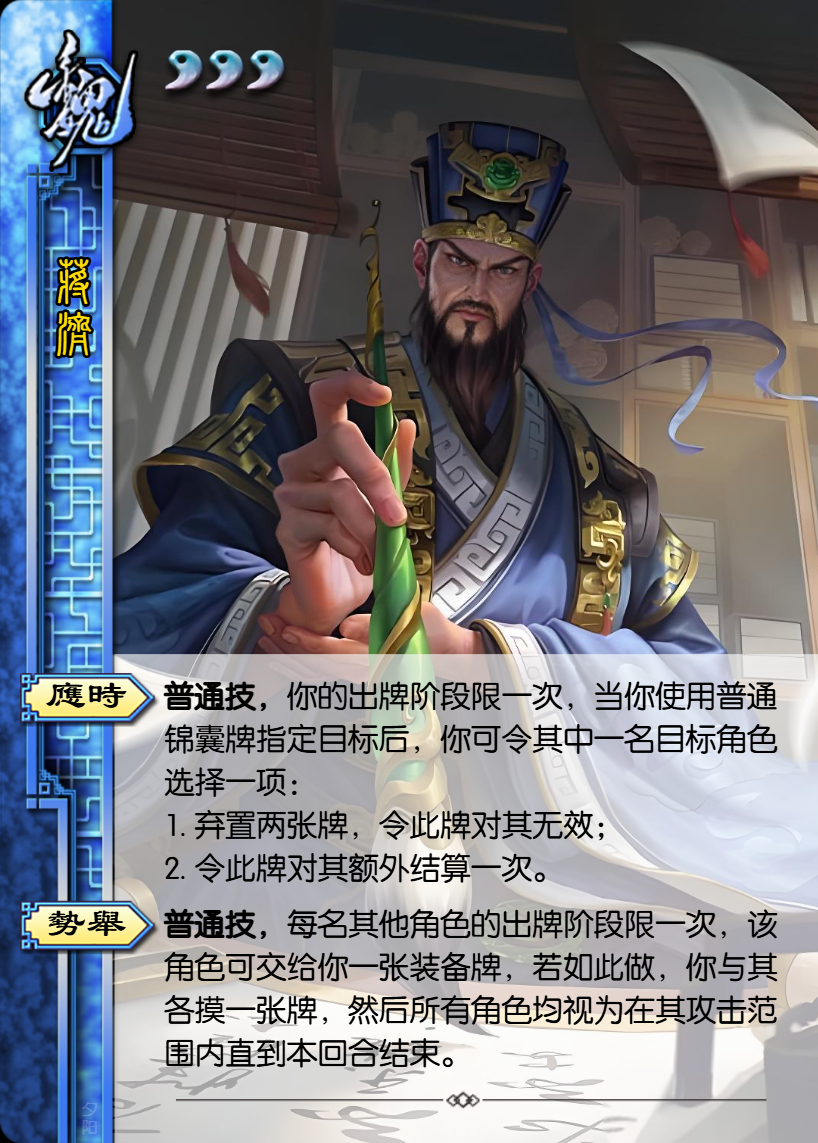 魏
蔣濟
應時
普通技，你的出牌阶段限一次，当你使用普通
锦囊牌指定目标后，你可令其中一名目标角色
选择一项：
1. 弃置两张牌，令此牌对其无效；
2. 令此牌对其额外结算一次。
勢舉
普通技，每名其他角色的出牌阶段限一次，该
角色可交给你一张装备牌，若如此做，你与其
各摸一张牌，然后所有角色均视为在其攻击范
围内直到本回合结束。
夕阳